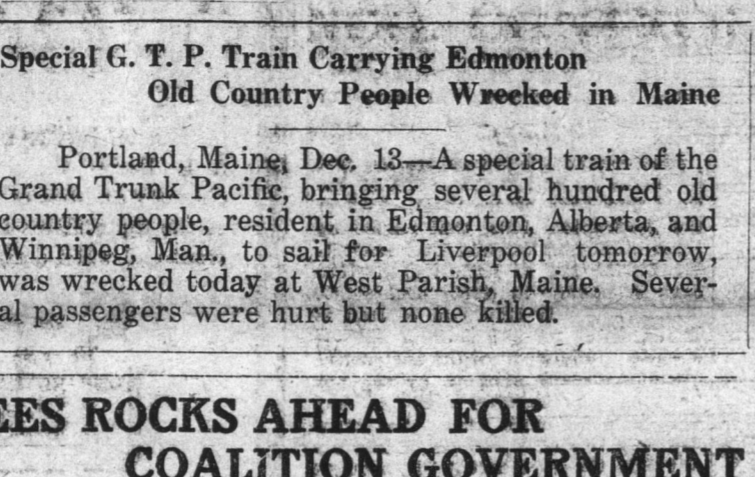 Special G. T. P. Train Carrying Edmonton
Old Country People Wrecked in Maine
Portland, Maine, Dec. 13—A special train of the
Grand Trunk Pacific, bringing several hundred old
country people, resident in Edmonton, Alberta, and
Winnipeg, Man., to sail for Liverpool tomorrow,
was wrecked today at West Parish, Maine. Sever-
al passengers were hurt but none killed.
EES ROCKS AHEAD FOR
COALITION GOVERNMENT